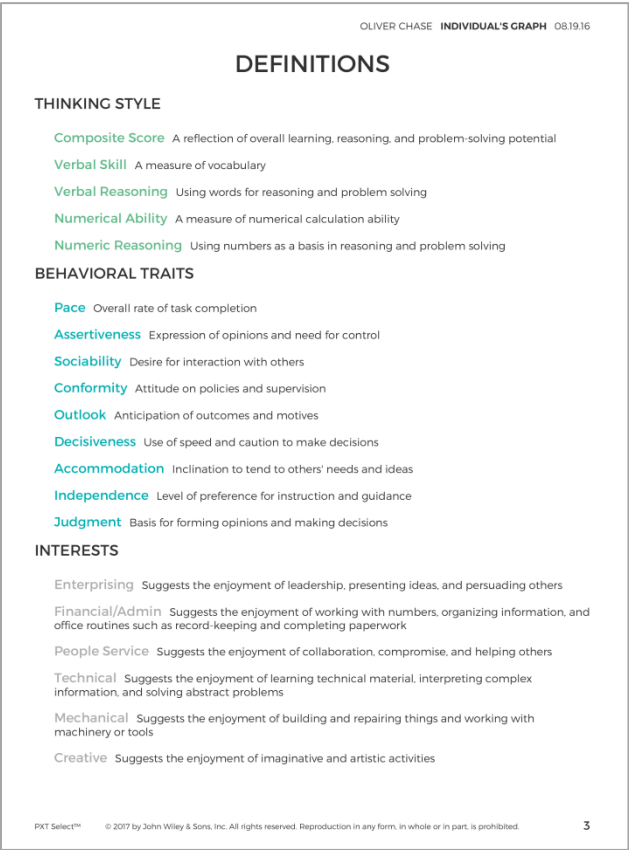 OLIVER CHASE INDIVIDUAL'S GRAPH 08.19.16
DEFINITIONS
THINKING STYLE
Composite Score A reflection of overall learning, reasoning, and problem-solving potential
Verbal Skill A measure of vocabulary
Verbal Reasoning Using words for reasoning and problem solving
Numerical Ability A measure of numerical calculation ability
Numeric Reasoning Using numbers as a basis in reasoning and problem solving
BEHAVIORAL TRAITS
Pace Overall rate of task completion
Assertiveness Expression of opinions and need for control
Sociability Desire for interaction with others
Conformity Attitude on policies and supervision
Outlook Anticipation of outcomes and motives
Decisiveness Use of speed and caution to make decisions
Accommodation Inclination to tend to others' needs and ideas
Independence Level of preference for instruction and guidance
Judgment Basis for forming opinions and making decisions
INTERESTS
Enterprising Suggests the enjoyment of leadership, presenting ideas, and persuading others
Financial/Admin Suggests the enjoyment of working with numbers, organizing information, and
office routines such as record-keeping and completing paperwork
People Service Suggests the enjoyment of collaboration, compromise, and helping others
Technical Suggests the enjoyment of learning technical material, interpreting complex
information, and solving abstract problems
Mechanical Suggests the enjoyment of building and repairing things and working with
machinery or tools
Creative Suggests the enjoyment of imaginative and artistic activities
PXT Select™ © 2017 by John Wiley & Sons, Inc. All rights reserved. Reproduction in any form, in whole or in part, is prohibited. 3